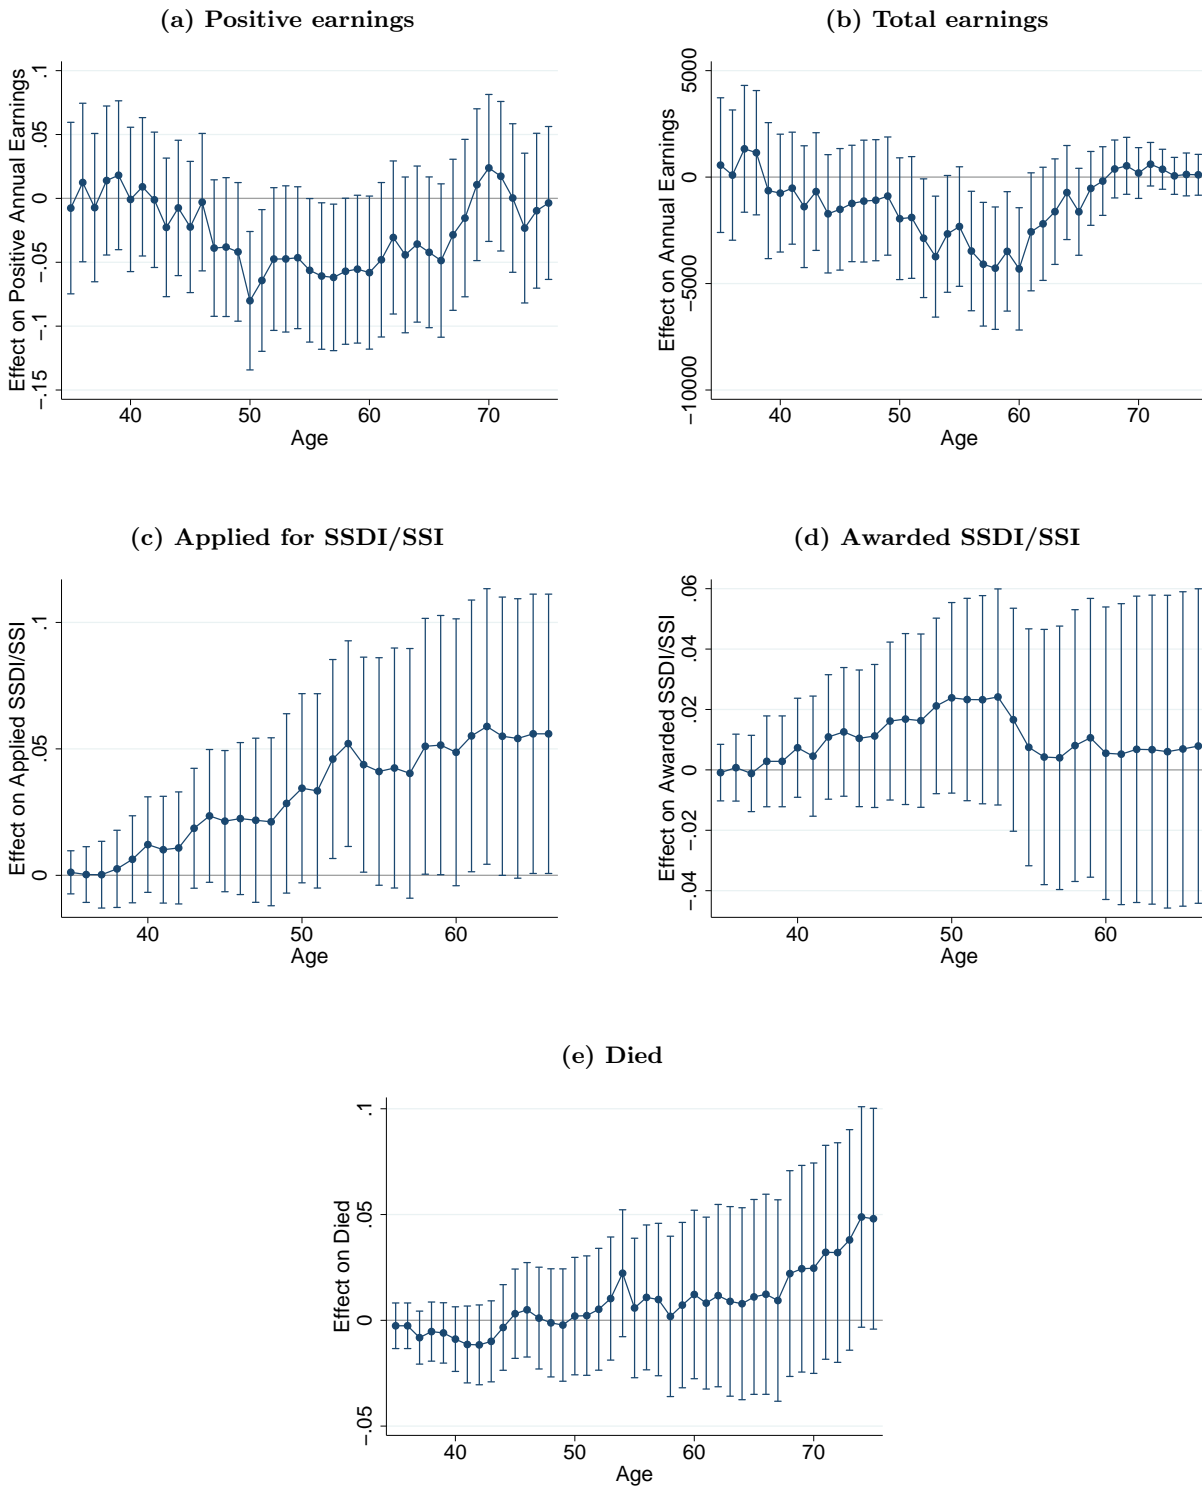 (a) Positive earnings
Effect on Positive Annual Earnings
.1
.05
0
−.05
−.1
−.15
40 50 60 70
Age
(b) Total earnings
Effect on Annual Earnings
5000
0
−5000
−10000
40 50 60 70
Age
(c) Applied for SSDI/SSI
Effect on Applied SSDI/SSI
.1
.05
0
40 50 60
Age
(d) Awarded SSDI/SSI
Effect on Awarded SSDI/SSI
.06
.04
.02
0
−.02
−.04
40 50 60
Age
(e) Died
Effect on Died
.1
.05
0
−.05
40 50 60 70
Age